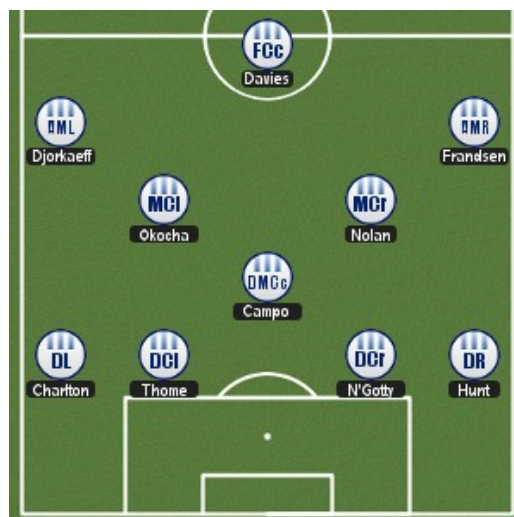 FCc
Davies
AML
AMR
Djorkaeff
Frandsen
MCl
MCr
Okocha
Nolan
DMCc
Campo
DL
DCl
DCr
DR
Charlton
Thome
N'Gotty
Hunt